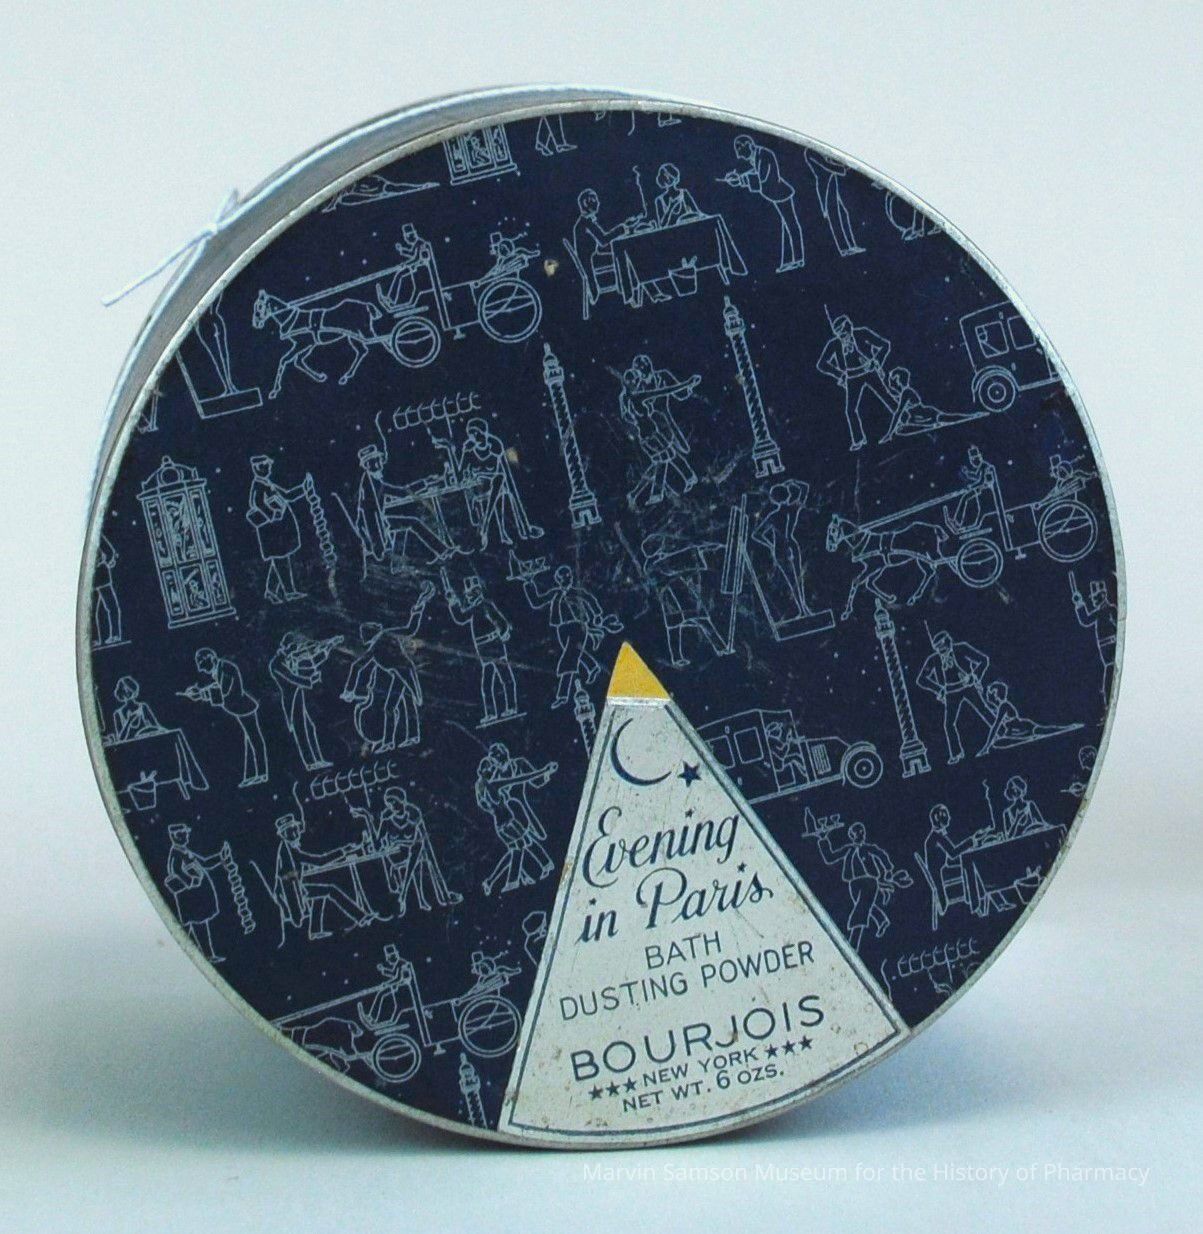 Evening
in Paris
BATH
DUSTING POWDER
BOURJOIS
★★★ NEW YORK ★★★
NET WT. 6 OZS.
Marvin Samson Museum for the History of Pharmacy